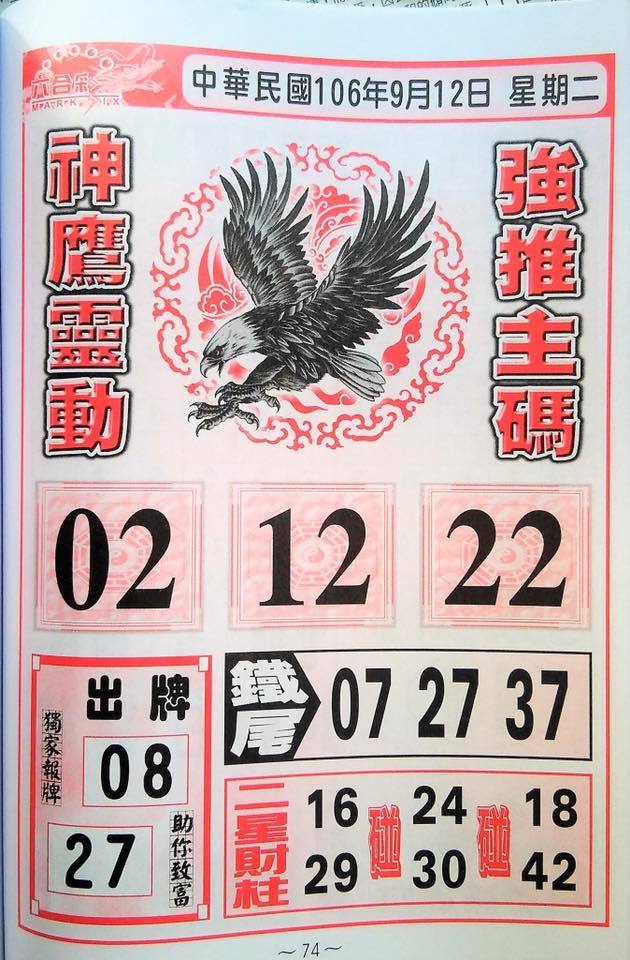 六合彩
MARK SIX
中華民國106年9月12日 星期二
神鷹靈動
強推主碼
02 12 22
出牌
獨家報牌
08
27
助你致富
鐵尾 07 27 37
二星財柱
16 碰 24 碰 18
29 30 42
～74～